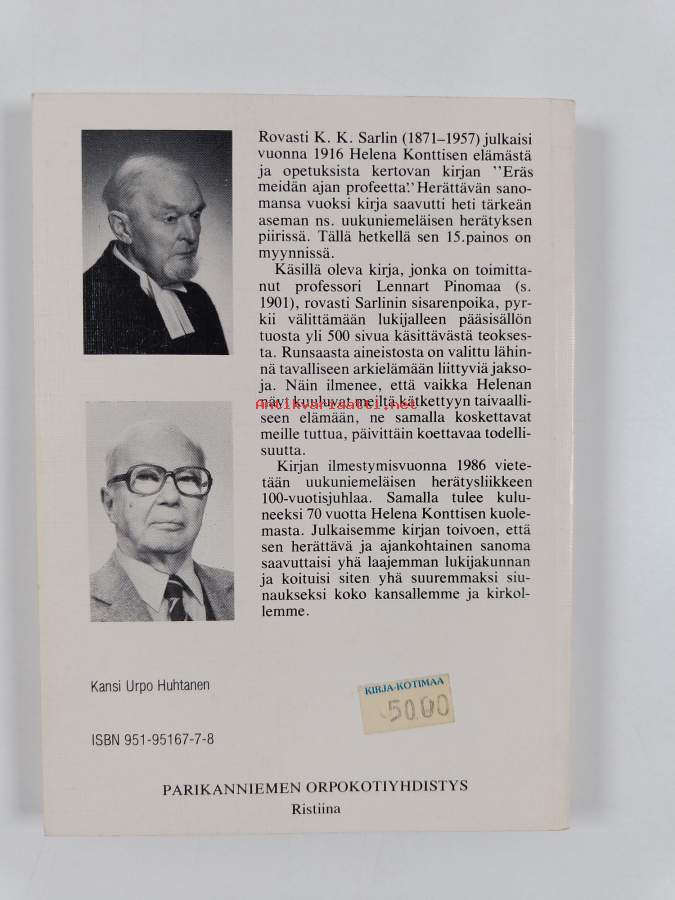 Rovasti K. K. Sarlin (1871–1957) julkaisi
vuonna 1916 Helena Konttisen elämästä
ja opetuksista kertovan kirjan ”Eräs
meidän ajan profeetta”. Herättävän sano-
mansa vuoksi kirja saavutti heti tärkeän
aseman ns. uukuniemeläisen herätyksen
piirissä. Tällä hetkellä sen 15.painos on
myynnissä.
Käsillä oleva kirja, jonka on toimitta-
nut professori Lennart Pinomaa (s.
1901), rovasti Sarlinin sisarenpoika, pyr-
kii välittämään lukijalleen pääsisällön
tuosta yli 500 sivua käsittävästä teokses-
ta. Runsaasta aineistosta on valittu lähin-
nä tavalliseen arkielämään liittyviä jakso-
ja. Näin ilmenee, että vaikka Helenan
näyt kuuluvat meiltä kätkettyyn taivaalli-
Antikvariaatti.net
seen elämään, ne samalla koskettavat
meille tuttua, päivittäin koettavaa todelli-
suutta.
Kirjan ilmestymisvuonna 1986 viete-
tään uukuniemeläisen herätysliikkeen
100-vuotisjuhlaa. Samalla tulee kulu-
neeksi 70 vuotta Helena Konttisen kuole-
masta. Julkaisemme kirjan toivoen, että
sen herättävä ja ajankohtainen sanoma
saavuttaisi yhä laajemman lukijakunnan
ja koituisi siten yhä suuremmaksi siu-
naukseksi koko kansallemme ja kirkol-
lemme.
Kansi Urpo Huhtanen
KIRJA-KOTIMAA
50.00
ISBN 951-95167-7-8
PARIKANNIEMEN ORPOKOTIYHDISTYS
Ristiina